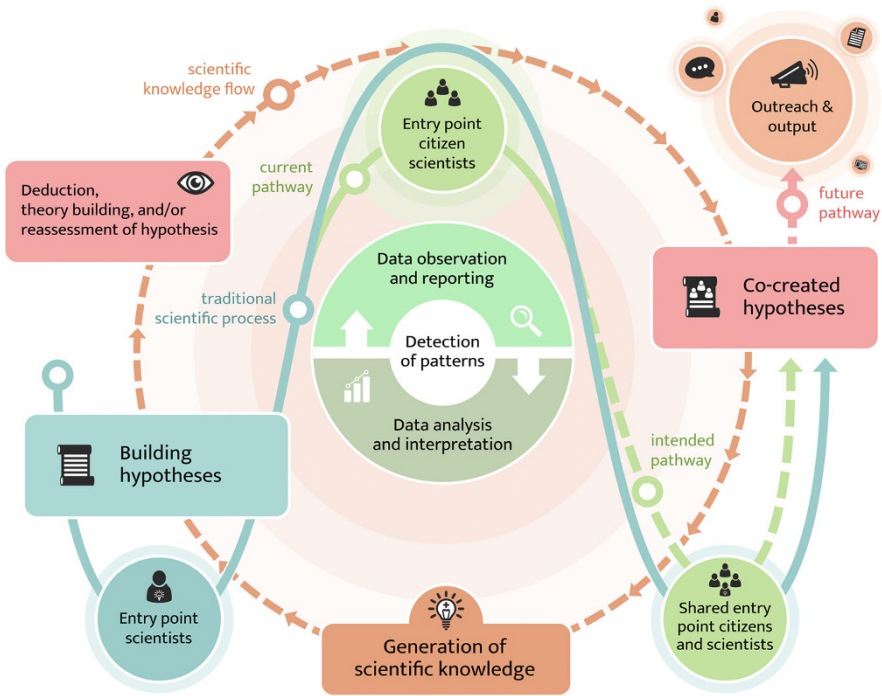 scientific
knowledge flow
Entry point
citizen
scientists
Outreach &
output
current
pathway
Deduction,
theory building, and/or
reassessment of hypothesis
future
pathway
Data observation
and reporting
Co-created
hypotheses
traditional
scientific process
Detection
of patterns
Data analysis
and interpretation
Building
hypotheses
intended
pathway
Entry point
scientists
Generation of
scientific knowledge
Shared entry
point citizens
and scientists